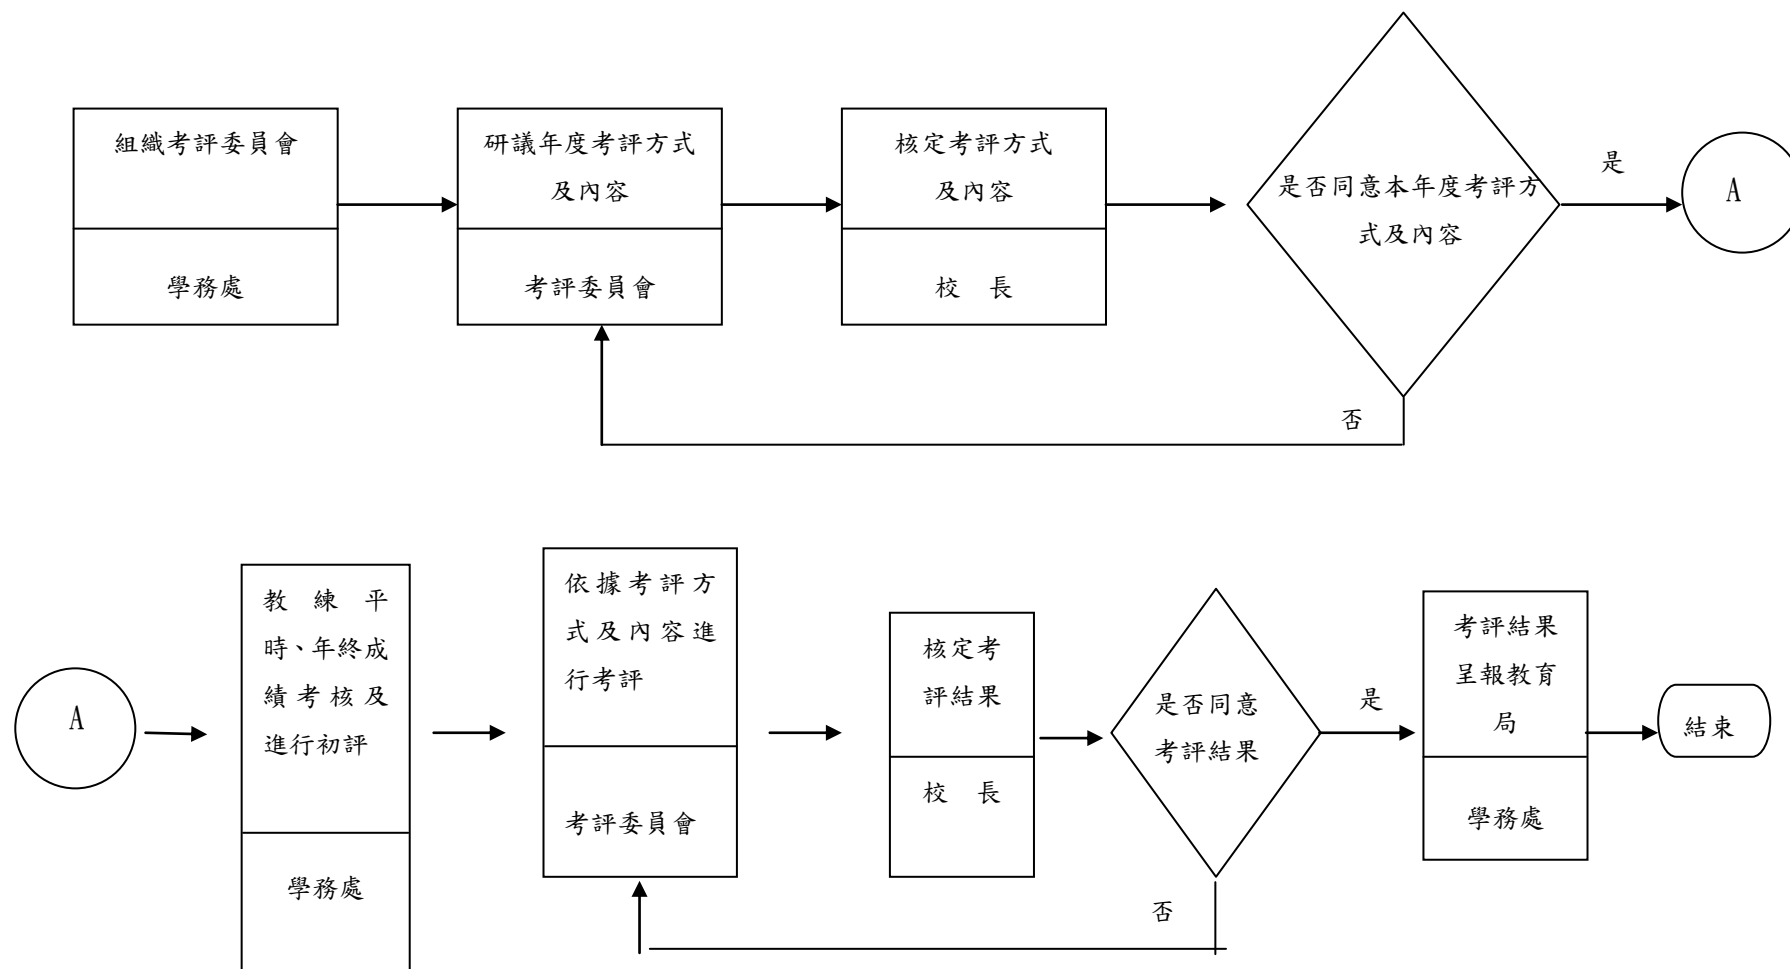 組織考評委員會
學務處
研議年度考評方式
及內容
考評委員會
核定考評方式
及內容
校 長
是否同意本年度考評方
式及內容
是
A
否
A
教練平
時、年終成
績考核及
進行初評
學務處
依據考評方
式及內容進
行考評
考評委員會
核定考
評結果
校 長
是否同意
考評結果
是
否
考評結果
呈報教育
局
學務處
結束